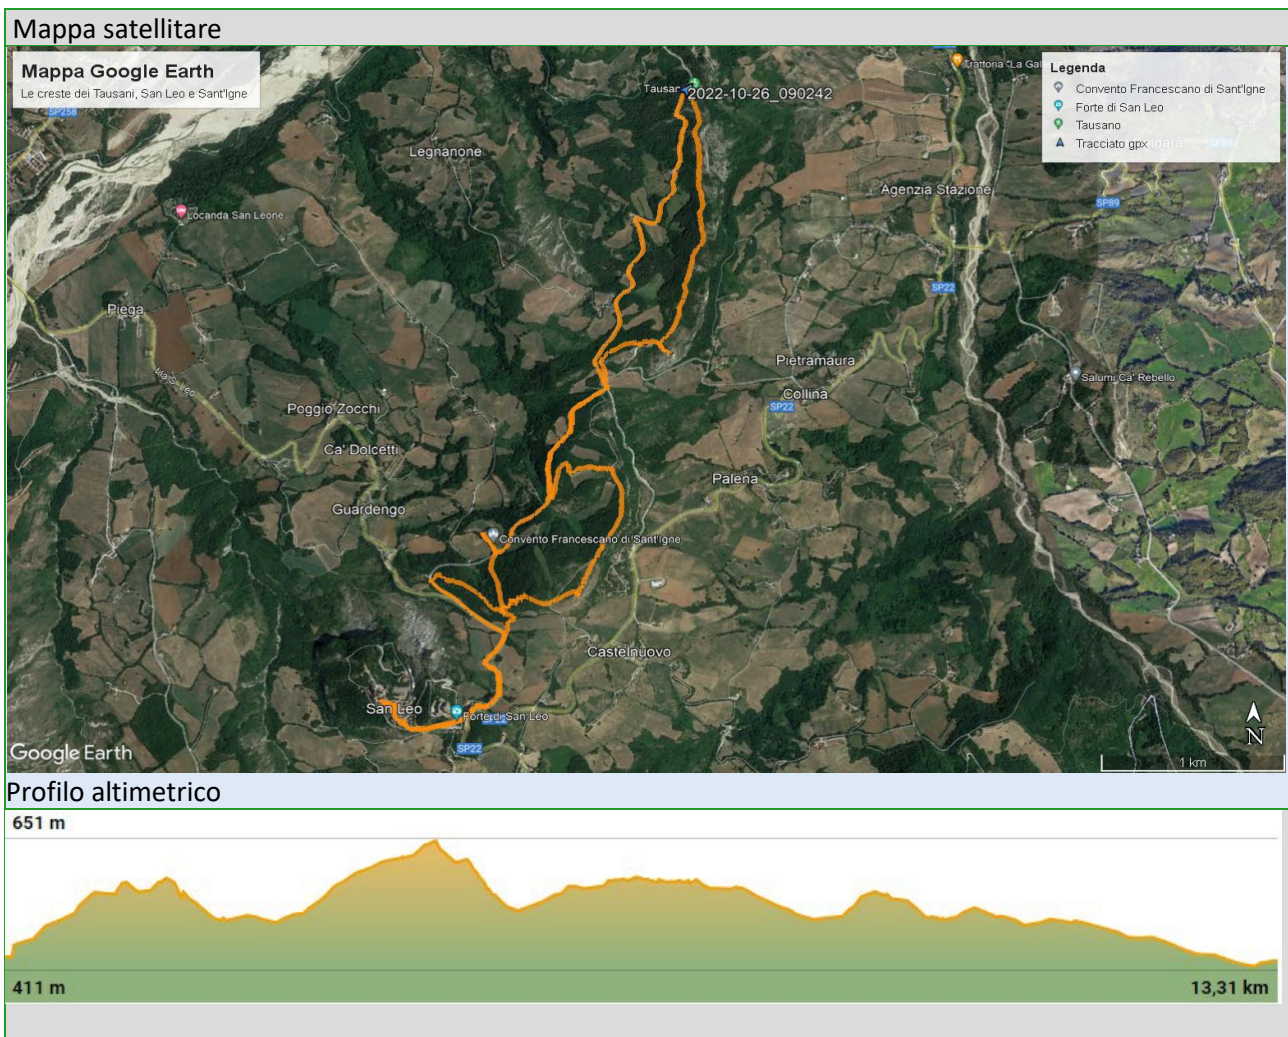 Mappa satellitare
Mappa Google Earth
Le creste dei Tausani, San Leo e Sant'Igne
Legenda
Convento Francescano di Sant'Igne
Forte di San Leo
Tausano
Tracciato gpx
Trattoria "La
SP258
2022-10-26_090242
Legnanone
Agenzia Stazione
SP89
Locanda San Leone
SP22
Piega
Via S. Leo
Pietramaura
Salumi Ca' Rebello
Collina
SP22
Poggio Zocchi
Ca' Dolcetti
Palena
Guardengo
Convento Francescano di Sant'Igne
Castelnuovo
San Leo
Forte di San Leo
SP22
N
Google Earth
1 km
Profilo altimetrico
651 m
411 m
13,31 km